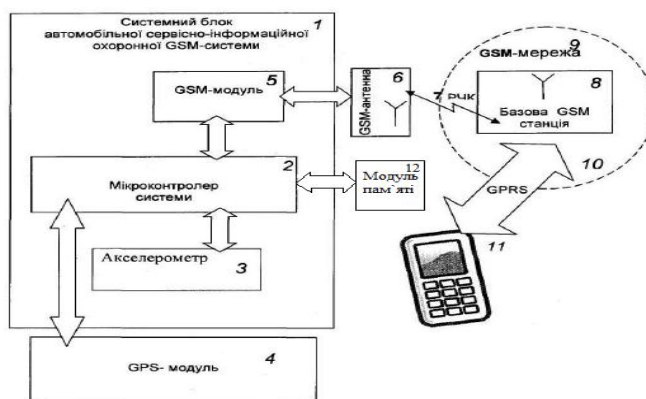 Системний блок 1
автомобільної сервісно-інформаційної
охоронної GSM-системи
5
GSM-модуль
6
GSM-антенна
7 РЧК
9
GSM-мережа
8
Базова GSM
станція
2
Мікроконтролер
системи
12
Модуль
пам`яті
10
GPRS
11
Акселерометр
3
4
GPS- модуль